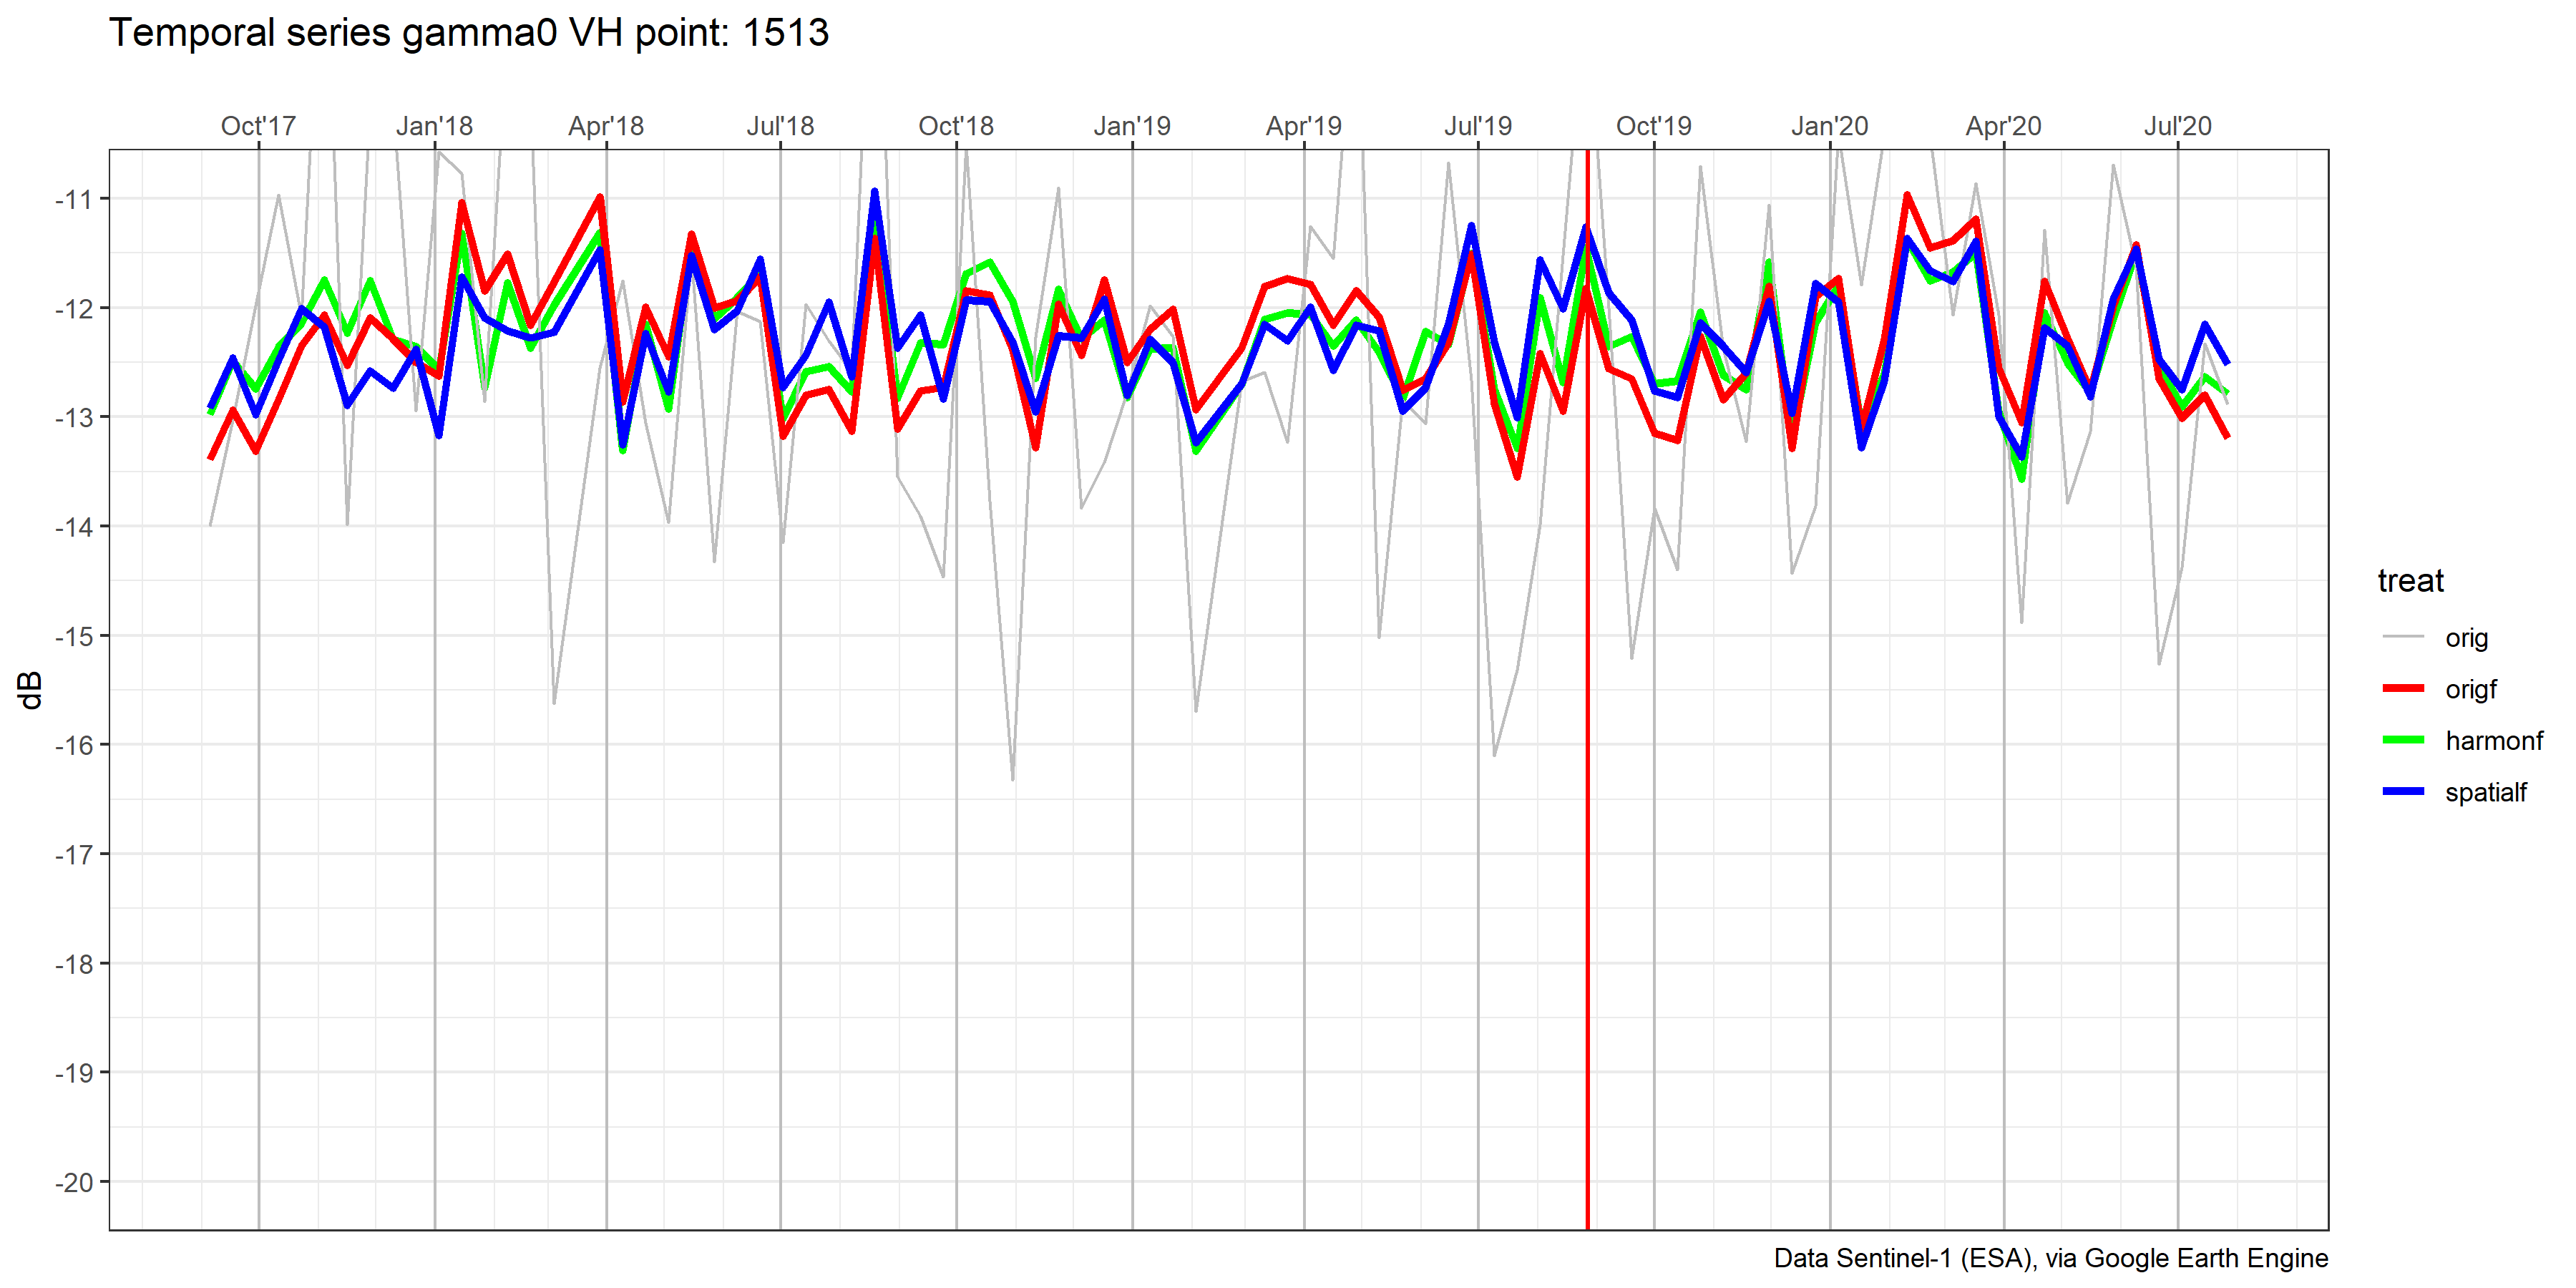 Temporal series gamma0 VH point: 1513
Oct'17 Jan'18 Apr'18 Jul'18 Oct'18 Jan'19 Apr'19 Jul'19 Oct'19 Jan'20 Apr'20 Jul'20
-11
-12
-13
-14
-15
-16
-17
-18
-19
-20
dB
treat
orig
origf
harmonf
spatialf
Data Sentinel-1 (ESA), via Google Earth Engine